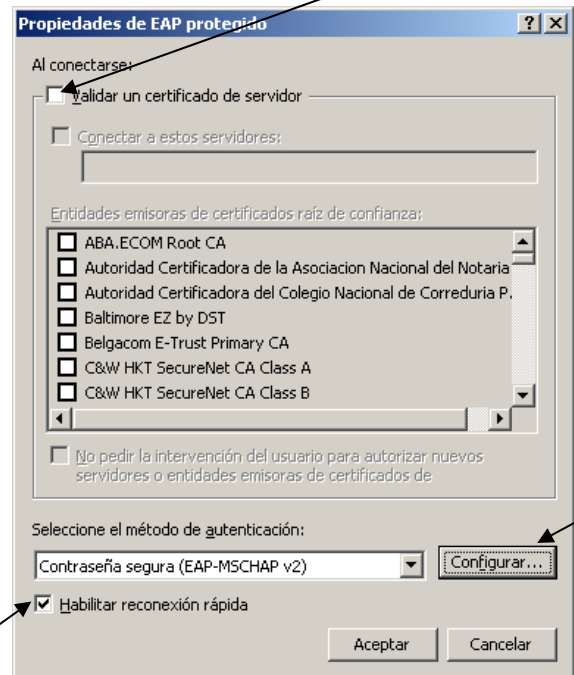 Propiedades de EAP protegido
Al conectarse:
Validar un certificado de servidor
Conectar a estos servidores:
Entidades emisoras de certificados raíz de confianza:
ABA.ECOM Root CA
Autoridad Certificadora de la Asociacion Nacional del Notaria
Autoridad Certificadora del Colegio Nacional de Correduria P.
Baltimore EZ by DST
Belgacom E-Trust Primary CA
C&W HKT SecureNet CA Class A
C&W HKT SecureNet CA Class B
No pedir la intervención del usuario para autorizar nuevos
servidores o entidades emisoras de certificados de
Seleccione el método de autenticación:
Contraseña segura (EAP-MSCHAP v2)
Configurar...
Habilitar reconexión rápida
Aceptar
Cancelar